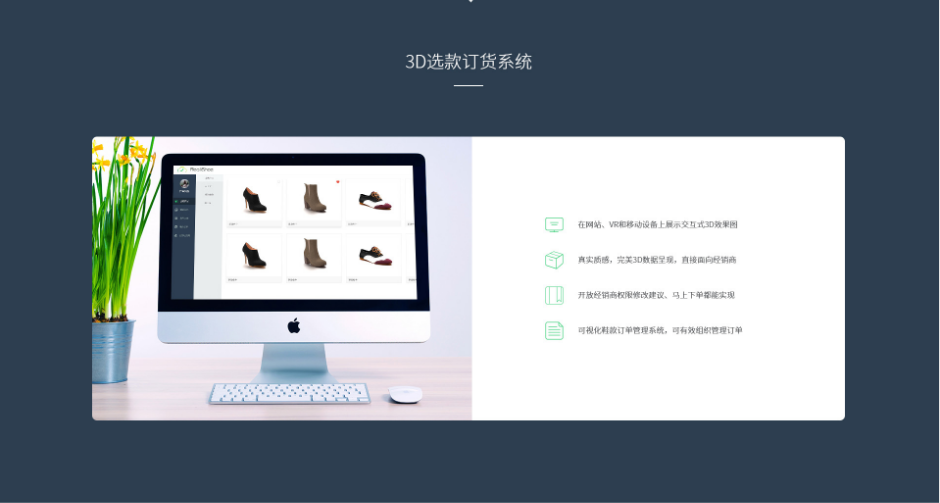 3D选款订货系统
在网站、VR和移动设备上展示交互式3D效果图
真实质感，完美3D数据呈现，直接面向经销商
开放经销商权限修改建议、马上下单都能实现
可视化鞋款订单管理系统，可有效组织管理订单